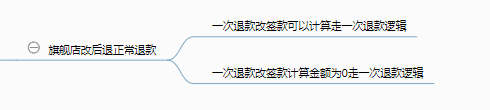 一次退款改签款可以计算走一次退款逻辑
旗舰店改后退正常退款
一次退款改签款计算金额为0走一次退款逻辑